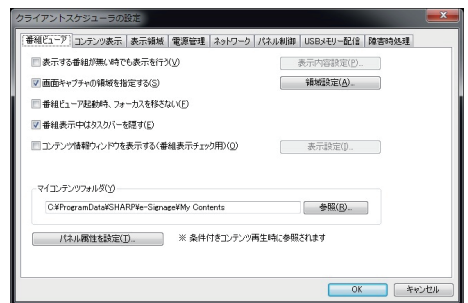 クライアントスケジューラの設定
番組ビューア コンテンツ表示 表示領域 電源管理 ネットワーク パネル制御 USBメモリー配信 障害時処理
表示する番組が無い時でも表示を行う(V) 表示内容設定(P)...
画面キャプチャの領域を指定する(S) 領域設定(A)...
番組ビューア起動時、フォーカスを移さない(F)
番組表示中はタスクバーを隠す(E)
コンテンツ情報ウィンドウを表示する(番組表示チェック用)(O) 表示設定(I)...
マイコンテンツフォルダ(Y)
C:¥ProgramData¥SHARP¥e-Signage¥My Contents 参照(R)...
パネル属性を設定(T)... ※ 条件付きコンテンツ再生時に参照されます
OK キャンセル